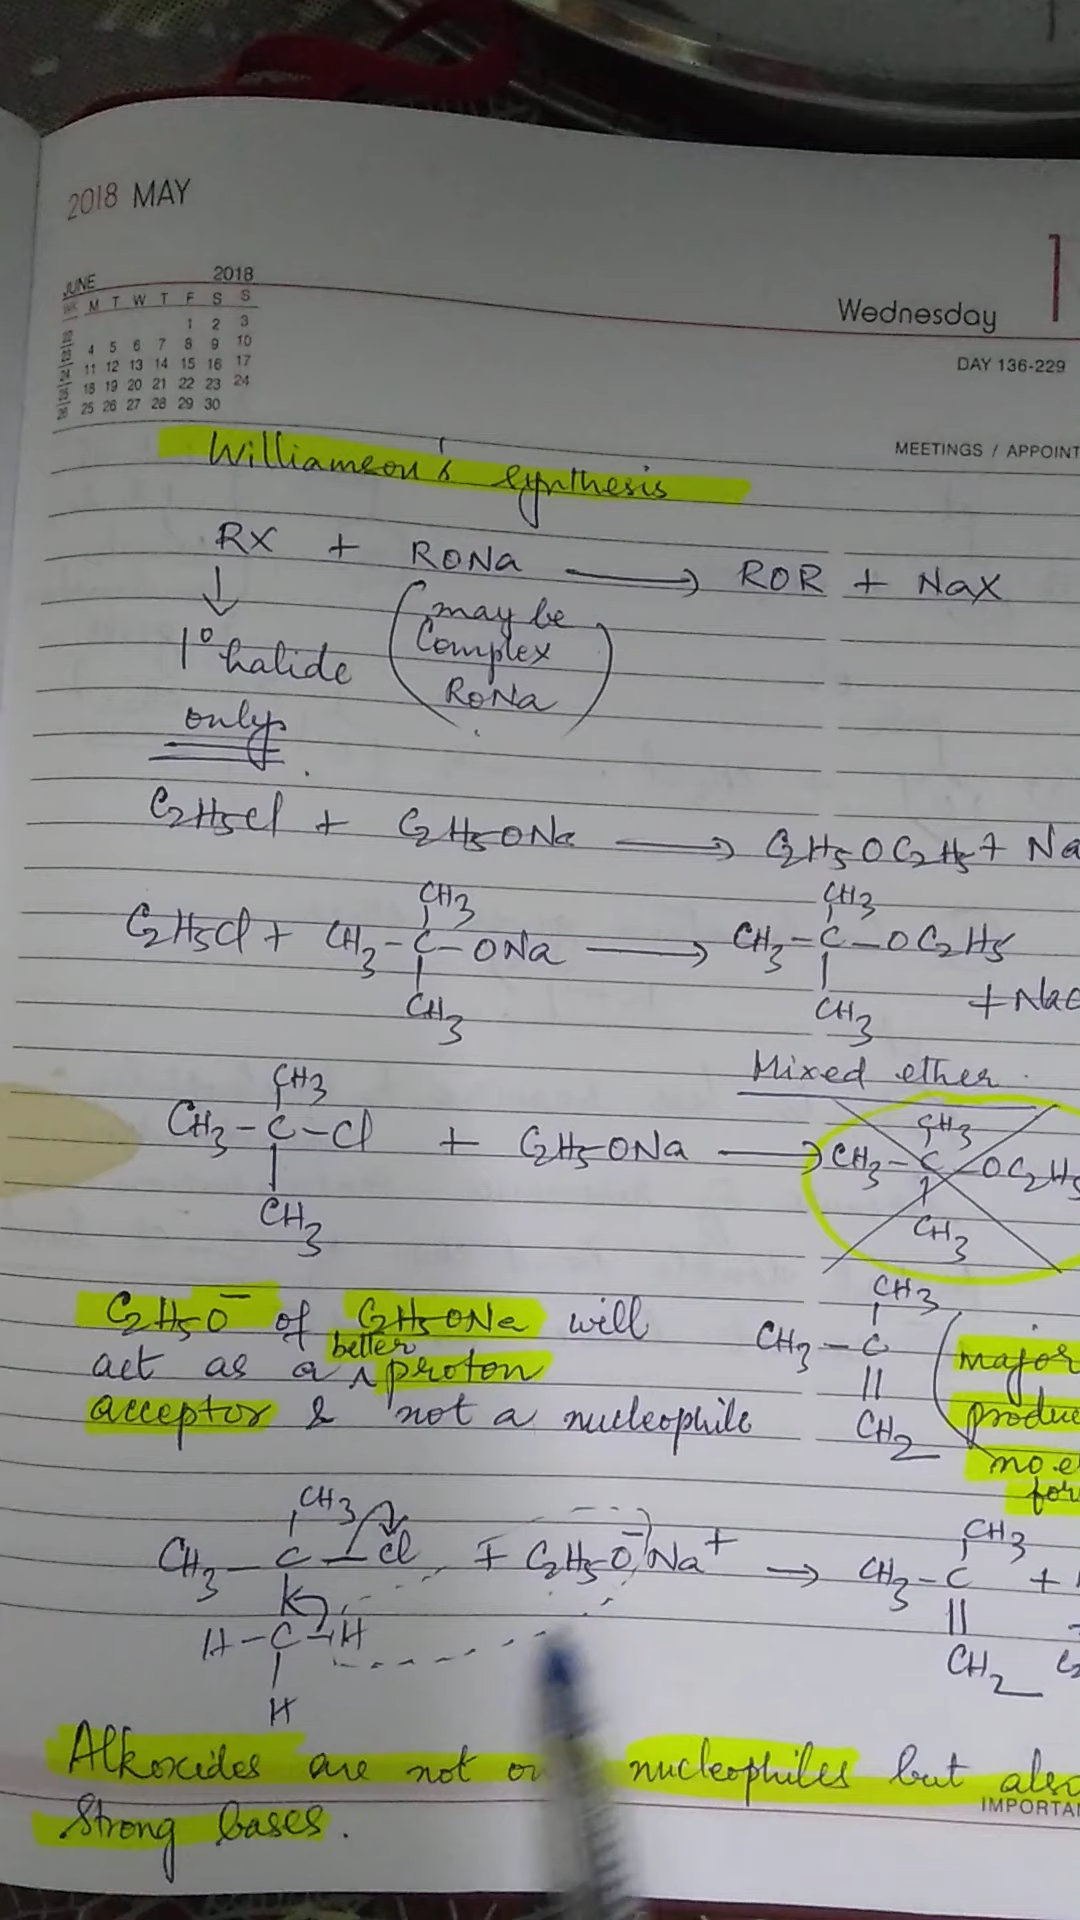 2018 MAY
JUNE 2018
M T W T F S S
1 2 3
4 5 6 7 8 9 10
11 12 13 14 15 16 17
18 19 20 21 22 23 24
25 26 27 28 29 30
Wednesday 1
DAY 136-229
MEETINGS / APPOINT
Williamson's Synthesis
RX + RONa ⟶ ROR + NaX
↓
1° halide
only
(may be
Complex
RONa)
C2H5Cl + C2H5ONa ⟶ C2H5OC2H5 + Na
CH3 CH3
C2H5Cl + CH3-C-ONa ⟶ CH3-C-OC2H5
CH3 CH3 + NaC
Mixed ether
CH3 CH3
CH3-C-Cl + C2H5ONa ⟶ CH3-C-OC2H5
CH3 CH3
C2H5O⁻ of C2H5ONa will
act as a better proton
acceptor & not a nucleophile
CH3
CH3-C
||
CH2
(major
produc
no e
for
CH3 CH3
CH3-C-Cl + C2H5O⁻Na⁺ ⟶ CH3-C +
H-C-H ||
H CH2
Alkoxides are not nucleophiles but also
Strong bases.
IMPORTA